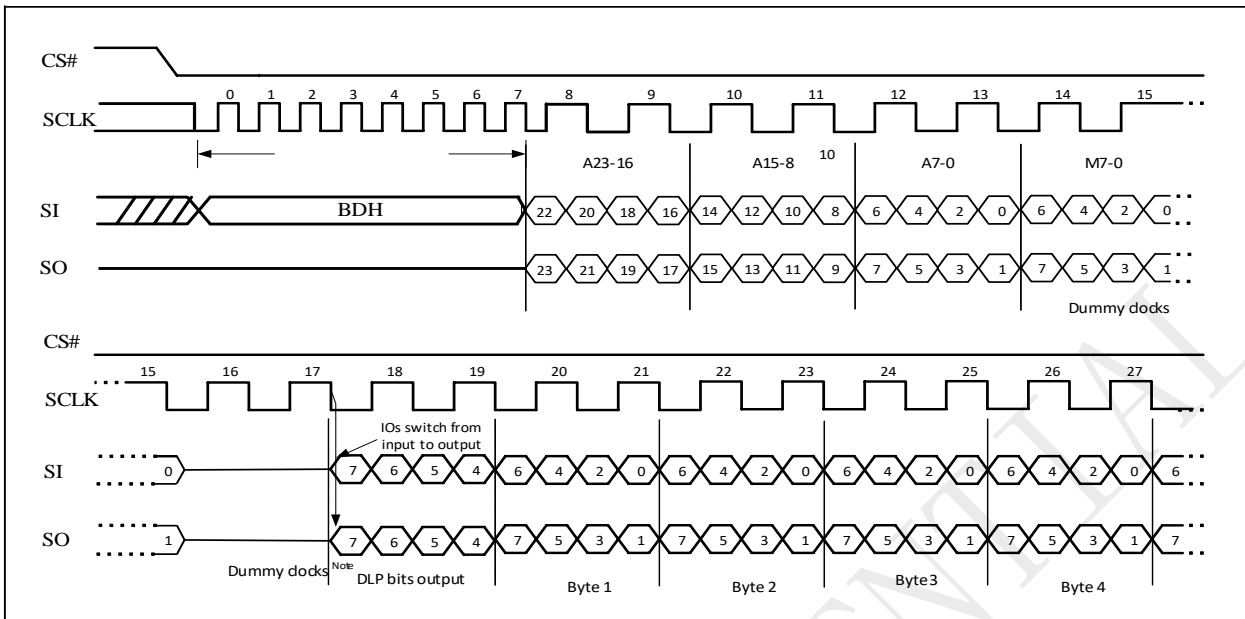 CS#
0 1 2 3 4 5 6 7 8 9 10 11 12 13 14 15
SCLK
A23-16 A15-8 10 A7-0 M7-0
SI BDH 22 20 18 16 14 12 10 8 6 4 2 0 6 4 2 0
SO 23 21 19 17 15 13 11 9 7 5 3 1 7 5 3 1
Dummy clocks
CS#
15 16 17 18 19 20 21 22 23 24 25 26 27
SCLK
IOs switch from
input to output
SI 0 7 6 5 4 6 4 2 0 6 4 2 0 6 4 2 0 6 4 2 0 6
SO 1 7 6 5 4 7 5 3 1 7 5 3 1 7 5 3 1 7 5 3 1 7
Dummy clocks Note DLP bits output Byte 1 Byte 2 Byte3 Byte 4
NTIAL